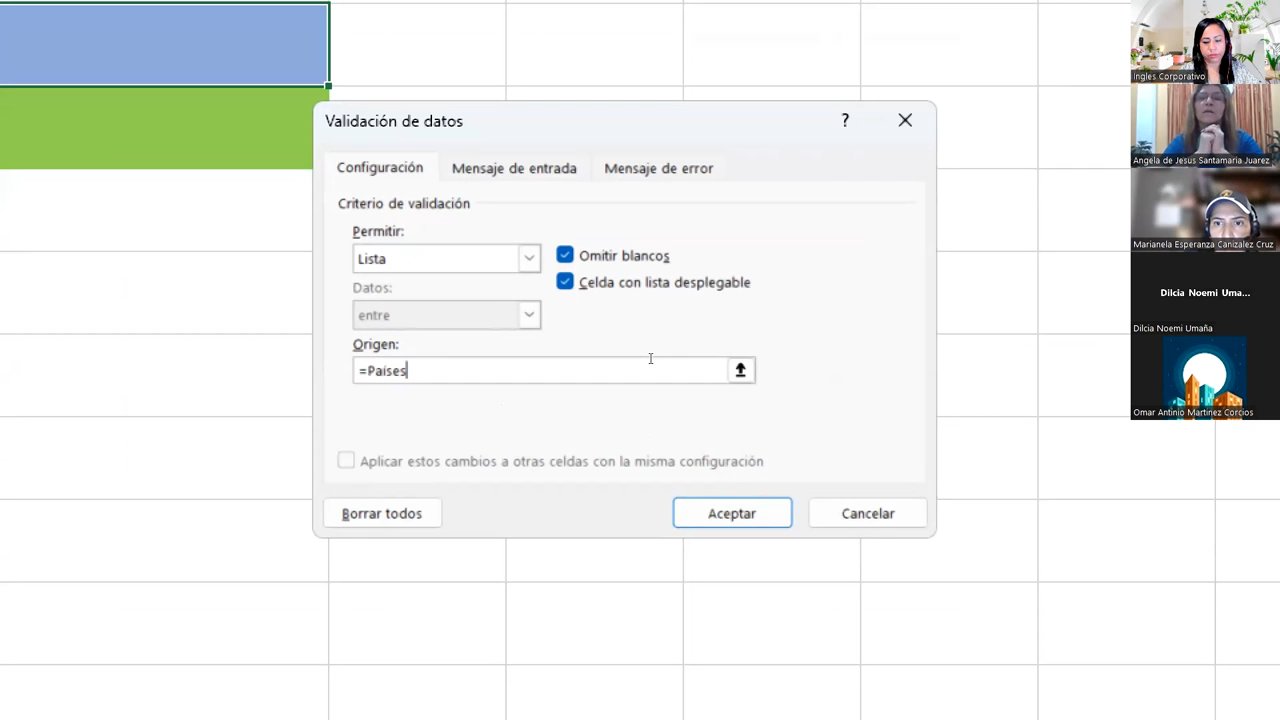 Validación de datos
?
Configuración
Mensaje de entrada
Mensaje de error
Criterio de validación
Permitir:
Lista
Omitir blancos
Celda con lista desplegable
Datos:
entre
Origen:
=Paises
Aplicar estos cambios a otras celdas con la misma configuración
Borrar todos
Aceptar
Cancelar
Ingles Corporativo
Angela de Jesus Santamaria Juarez
Marianela Esperanza Canizalez Cruz
Dilcia Noemi Uma...
Dilcia Noemi Umaña
Omar Antinio Martinez Corcios